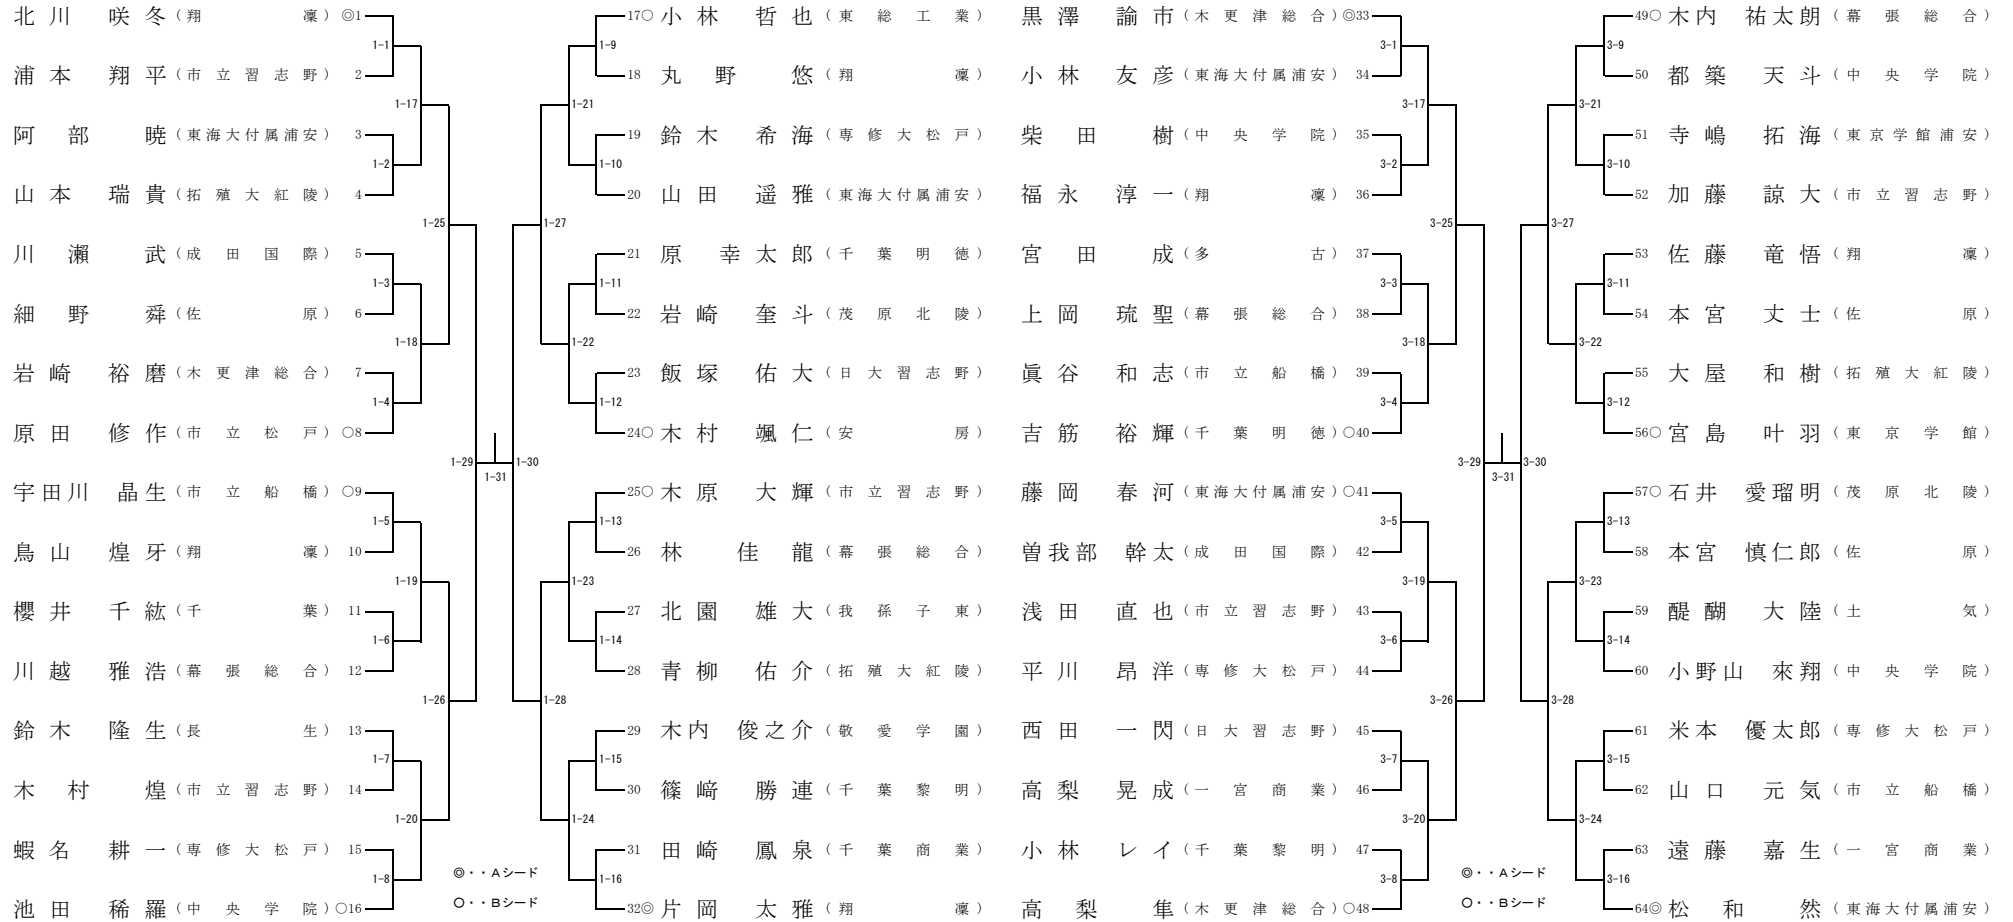 北川 咲冬 (翔 凜) ◎1
1-1
浦本 翔平 (市立習志野) 2
1-17
阿部 暁 (東海大付属浦安) 3
1-2
山本 瑞貴 (拓殖大紅陵) 4
1-25
川瀬 武 (成田国際) 5
1-3
細野 舜 (佐 原) 6
1-18
岩崎 裕磨 (木更津総合) 7
1-4
原田 修作 (市立松戸) ○8
1-29
宇田川 晶生 (市立船橋) ○9
1-5
鳥山 煌牙 (翔 凜) 10
1-19
櫻井 千紘 (千 葉) 11
1-6
川越 雅浩 (幕張総合) 12
1-26
鈴木 隆生 (長 生) 13
1-7
木村 煌 (市立習志野) 14
1-20
蝦名 耕一 (専修大松戸) 15
1-8
池田 稀羅 (中央学院) ○16
1-31
◎・・Aシード
○・・Bシード
17○ 小林 哲也 (東総工業)
1-9
18 丸野 悠 (翔 凜)
1-21
19 鈴木 希海 (専修大松戸)
1-10
20 山田 遥雅 (東海大付属浦安)
1-27
21 原 幸太郎 (千葉明徳)
1-11
22 岩崎 奎斗 (茂原北陵)
1-22
23 飯塚 佑大 (日大習志野)
1-12
24○ 木村 颯仁 (安 房)
1-30
25○ 木原 大輝 (市立習志野)
1-13
26 林 佳龍 (幕張総合)
1-23
27 北園 雄大 (我孫子東)
1-14
28 青柳 佑介 (拓殖大紅陵)
1-28
29 木内 俊之介 (敬愛学園)
1-15
30 篠﨑 勝連 (千葉黎明)
1-24
31 田崎 鳳泉 (千葉商業)
1-16
32◎ 片岡 太雅 (翔 凜)
黒澤 諭市 (木更津総合) ◎33
3-1
小林 友彦 (東海大付属浦安) 34
3-17
柴田 樹 (中央学院) 35
3-2
福永 淳一 (翔 凜) 36
3-25
宮田 成 (多 古) 37
3-3
上岡 琉聖 (幕張総合) 38
3-18
眞谷 和志 (市立船橋) 39
3-4
吉筋 裕輝 (千葉明徳) ○40
3-29
藤岡 春河 (東海大付属浦安) ○41
3-5
曽我部 幹太 (成田国際) 42
3-19
浅田 直也 (市立習志野) 43
3-6
平川 昂洋 (専修大松戸) 44
3-26
西田 一閃 (日大習志野) 45
3-7
高梨 晃成 (一宮商業) 46
3-20
小林 レイ (千葉黎明) 47
3-8
高梨 隼 (木更津総合) ○48
3-31
◎・・Aシード
○・・Bシード
49○ 木内 祐太朗 (幕張総合)
3-9
50 都築 天斗 (中央学院)
3-21
51 寺嶋 拓海 (東京学館浦安)
3-10
52 加藤 諒大 (市立習志野)
3-27
53 佐藤 竜悟 (翔 凜)
3-11
54 本宮 丈士 (佐 原)
3-22
55 大屋 和樹 (拓殖大紅陵)
3-12
56○ 宮島 叶羽 (東京学館)
3-30
57○ 石井 愛瑠明 (茂原北陵)
3-13
58 本宮 慎仁郎 (佐 原)
3-23
59 醍醐 大陸 (土 気)
3-14
60 小野山 來翔 (中央学院)
3-28
61 米本 優太郎 (専修大松戸)
3-15
62 山口 元気 (市立船橋)
3-24
63 遠藤 嘉生 (一宮商業)
3-16
64◎ 松和 然 (東海大付属浦安)